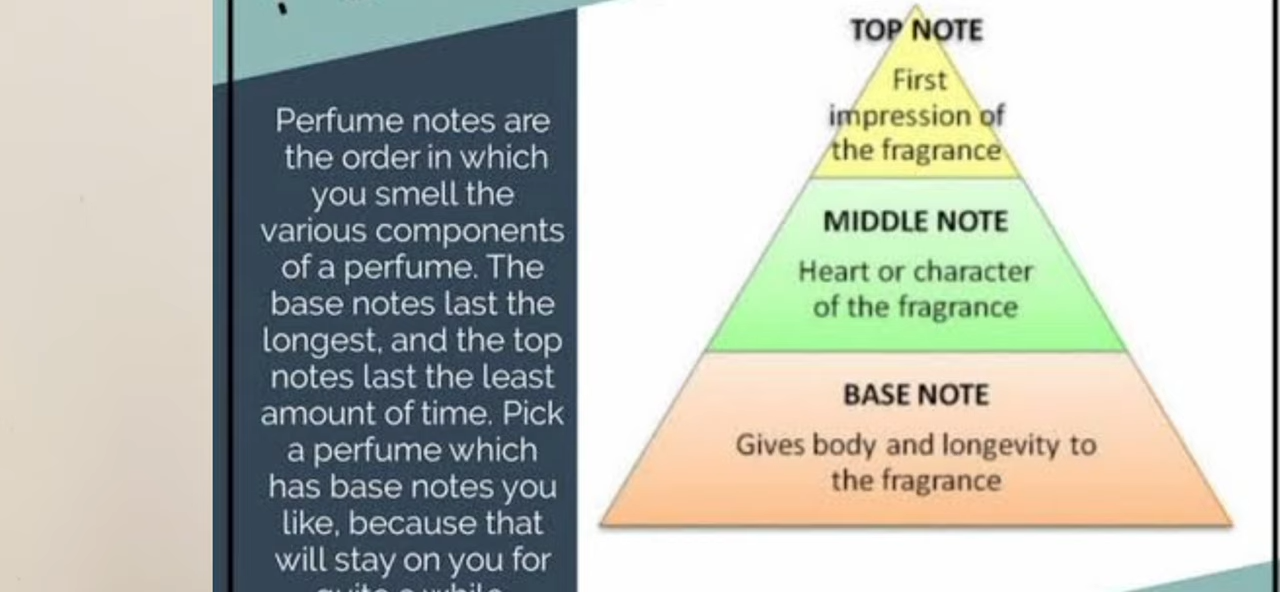 Perfume notes are
the order in which
you smell the
various components
of a perfume. The
base notes last the
longest, and the top
notes last the least
amount of time. Pick
a perfume which
has base notes you
like, because that
will stay on you for
quite a while
TOP NOTE
First
impression of
the fragrance
MIDDLE NOTE
Heart or character
of the fragrance
BASE NOTE
Gives body and longevity to
the fragrance